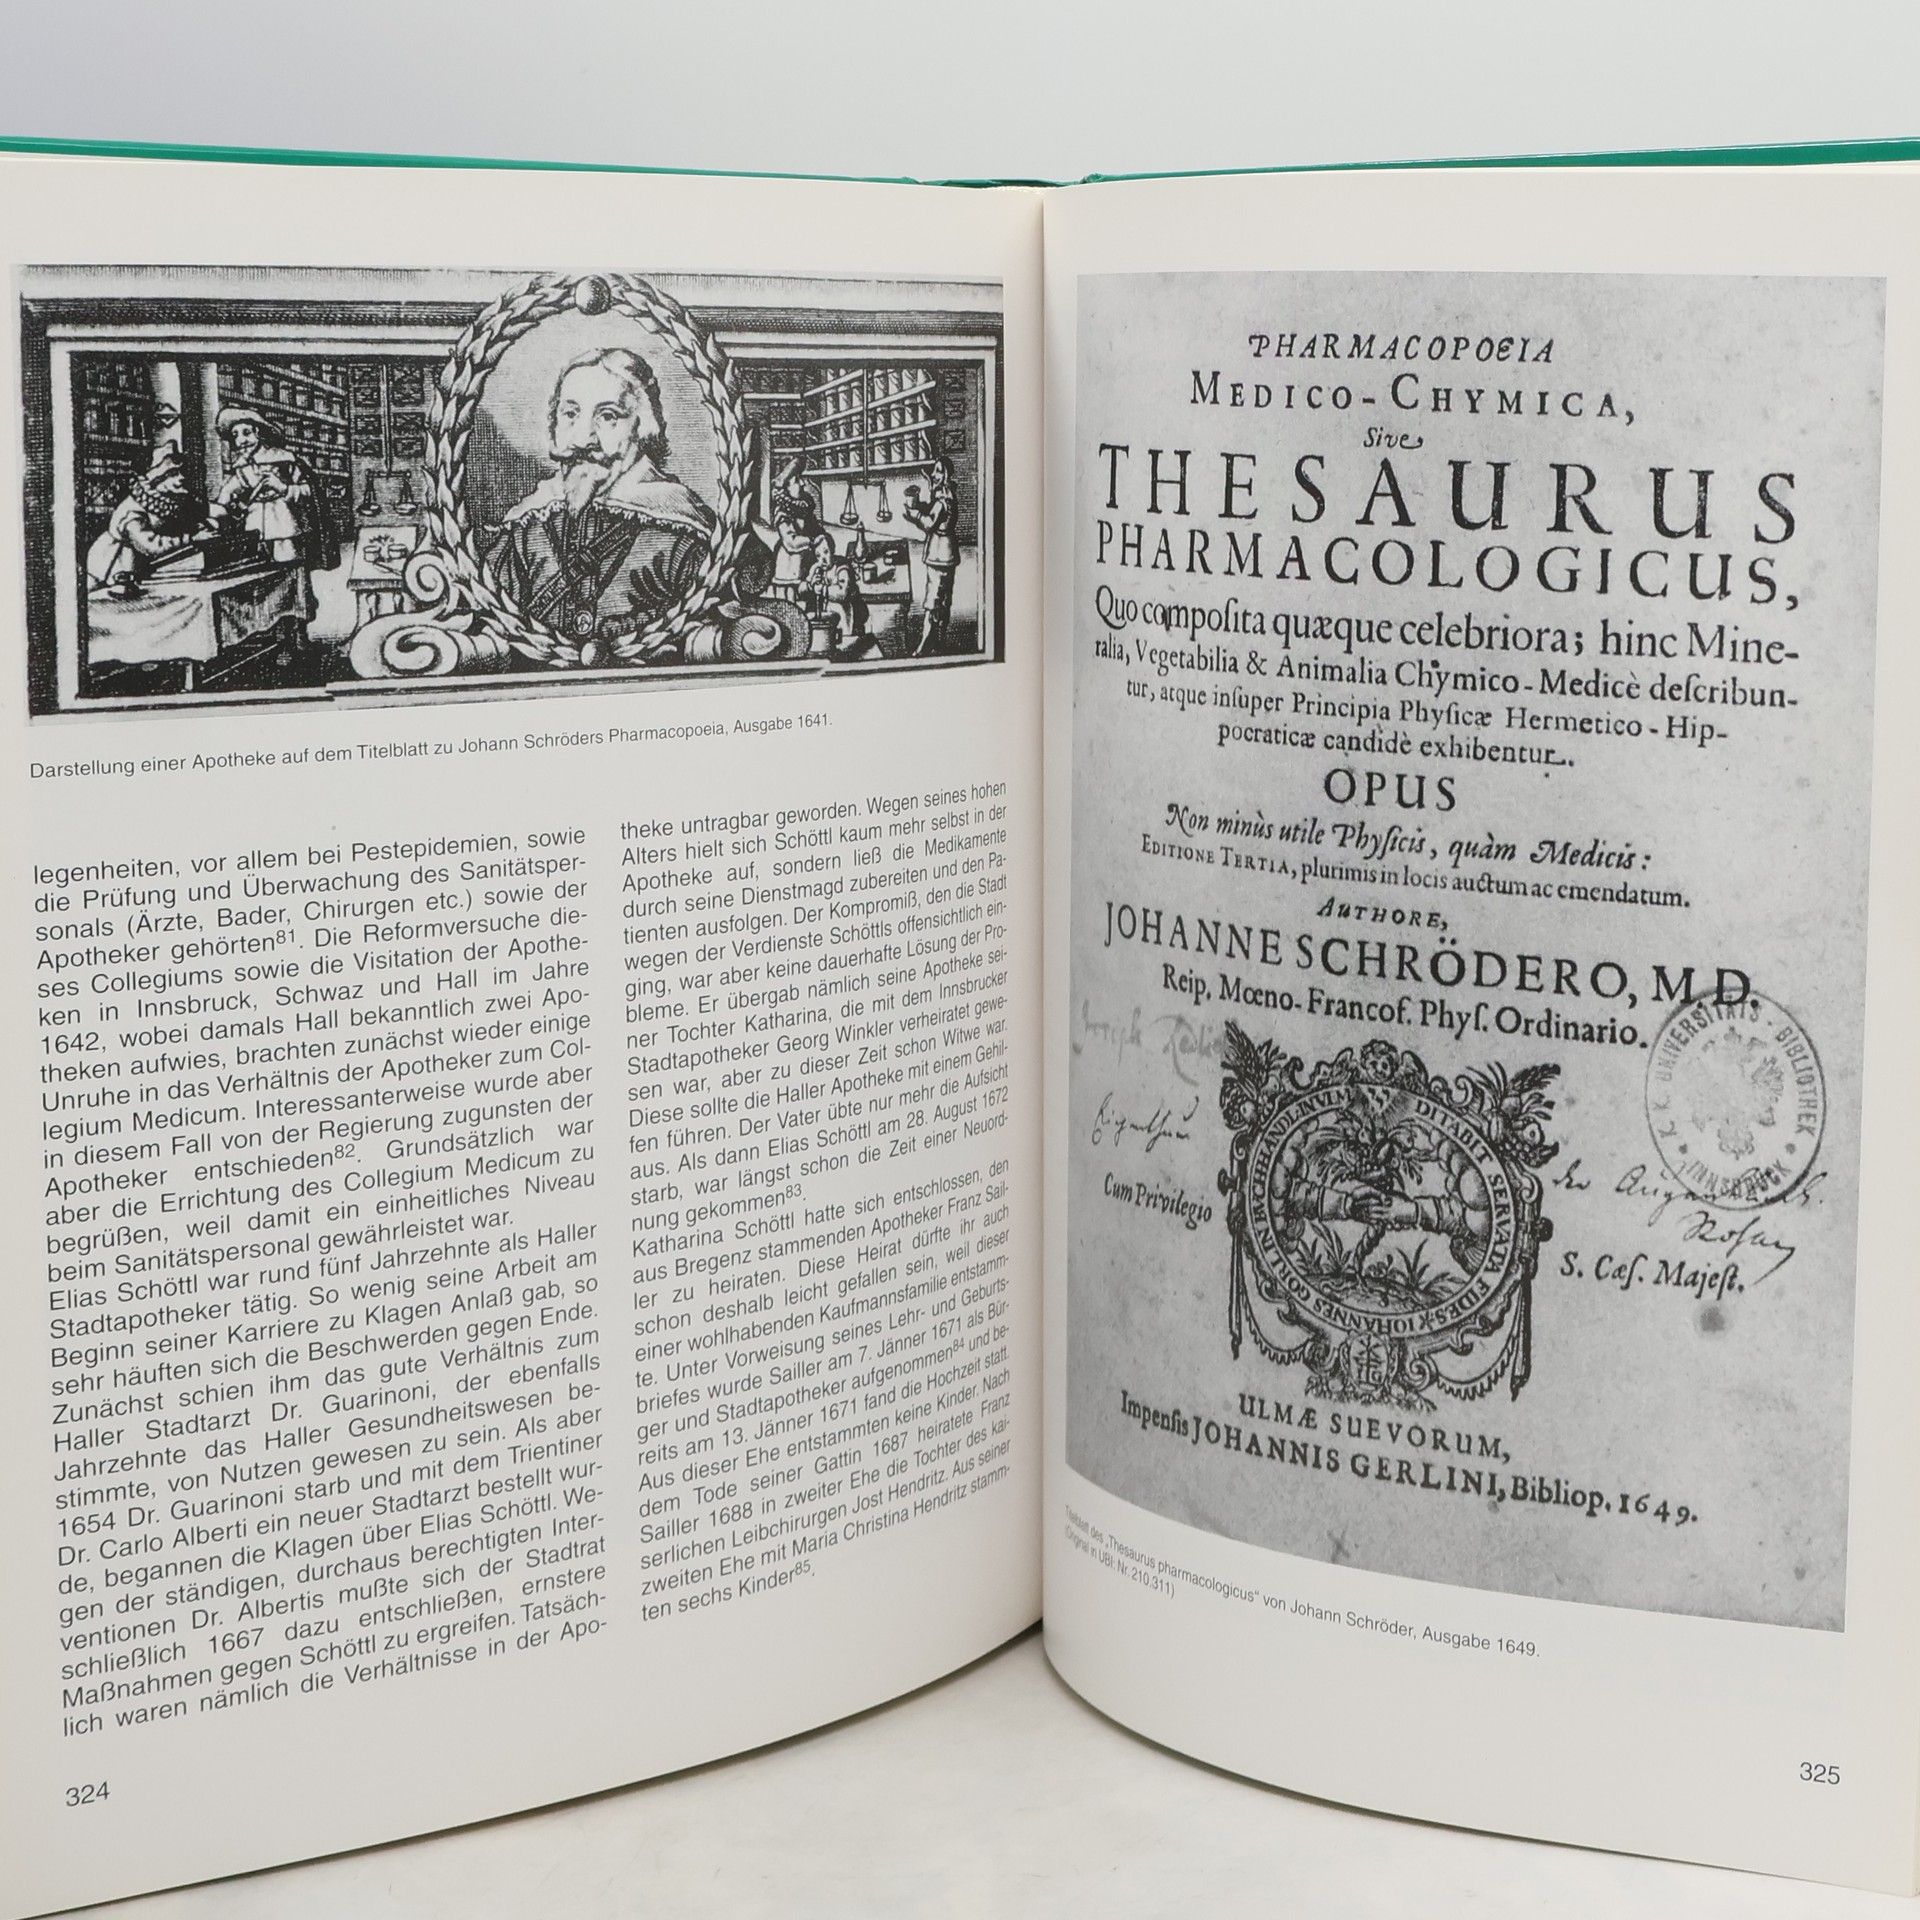 Darstellung einer Apotheke auf dem Titelblatt zu Johann Schröders Pharmacopoeia, Ausgabe 1641.
legenheiten, vor allem bei Pestepidemien, sowie
die Prüfung und Überwachung des Sanitätsper-
sonals (Ärzte, Bader, Chirurgen etc.) sowie der
Apotheker gehörten81. Die Reformversuche die-
ses Collegiums sowie die Visitation der Apothe-
ken in Innsbruck, Schwaz und Hall im Jahre
1642, wobei damals Hall bekanntlich zwei Apo-
theken aufwies, brachten zunächst wieder einige
Unruhe in das Verhältnis der Apotheker zum Col-
legium Medicum. Interessanterweise wurde aber
in diesem Fall von der Regierung zugunsten der
Apotheker entschieden82. Grundsätzlich war
aber die Errichtung des Collegium Medicum zu
begrüßen, weil damit ein einheitliches Niveau
beim Sanitätspersonal gewährleistet war.
Elias Schöttl war rund fünf Jahrzehnte als Haller
Stadtapotheker tätig. So wenig seine Arbeit am
Beginn seiner Karriere zu Klagen Anlaß gab, so
sehr häuften sich die Beschwerden gegen Ende.
Zunächst schien ihm das gute Verhältnis zum
Haller Stadtarzt Dr. Guarinoni, der ebenfalls
Jahrzehnte das Haller Gesundheitswesen be-
stimmte, von Nutzen gewesen zu sein. Als aber
1654 Dr. Guarinoni starb und mit dem Trientiner
Dr. Carlo Alberti ein neuer Stadtarzt bestellt wur-
de, begannen die Klagen über Elias Schöttl. We-
gen der ständigen, durchaus berechtigten Inter-
ventionen Dr. Albertis mußte sich der Stadtrat
schließlich 1667 dazu entschließen, ernstere
Maßnahmen gegen Schöttl zu ergreifen. Tatsäch-
lich waren nämlich die Verhältnisse in der Apo-
theke untragbar geworden. Wegen seines hohen
Alters hielt sich Schöttl kaum mehr selbst in der
Apotheke auf, sondern ließ die Medikamente
durch seine Dienstmagd zubereiten und den Pa-
tienten ausfolgen. Der Kompromiß, den die Stadt
wegen der Verdienste Schöttls offensichtlich ein-
ging, war aber keine dauerhafte Lösung der Pro-
bleme. Er übergab nämlich seine Apotheke sei-
ner Tochter Katharina, die mit dem Innsbrucker
Stadtapotheker Georg Winkler verheiratet gewe-
sen war, aber zu dieser Zeit schon Witwe war.
Diese sollte die Haller Apotheke mit einem Gehil-
fen führen. Der Vater übte nur mehr die Aufsicht
aus. Als dann Elias Schöttl am 28. August 1672
starb, war längst schon die Zeit einer Neuord-
nung gekommen83.
Katharina Schöttl hatte sich entschlossen, den
aus Bregenz stammenden Apotheker Franz Sail-
ler zu heiraten. Diese Heirat dürfte ihr auch
schon deshalb leicht gefallen sein, weil dieser
einer wohlhabenden Kaufmannsfamilie entstamm-
te. Unter Vorweisung seines Lehr- und Geburts-
briefes wurde Sailler am 7. Jänner 1671 als Bür-
ger und Stadtapotheker aufgenommen84 und be-
reits am 13. Jänner 1671 fand die Hochzeit statt.
Aus dieser Ehe entstammten keine Kinder. Nach
dem Tode seiner Gattin 1687 heiratete Franz
Sailler 1688 in zweiter Ehe die Tochter des kai-
serlichen Leibchirurgen Jost Hendritz. Aus seiner
zweiten Ehe mit Maria Christina Hendritz stamm-
ten sechs Kinder85.
324
PHARMACOPOEIA
MEDICO-CHYMICA,
Sive
THESAURUS
PHARMACOLOGICUS,
Quo composita quæque celebriora; hinc Mine-
ralia, Vegetabilia & Animalia Chymico-Medicè describun-
tur, atque insuper Principia Physicæ Hermetico-Hip-
pocraticæ candidè exhibentur.
OPUS
Non minùs utile Physicis, quàm Medicis:
EDITIONE TERTIA, plurimis in locis auctum ac emendatum.
AUTHORE,
JOHANNE SCHRÖDERO, M.D.
Reip. Mœno-Francof. Phys. Ordinario.
K. K. UNIVERSITÄTS-BIBLIOTHEK
INNSBRUCK
DITABIT SERVATA FIDES
JOHANNES GÖRLIN BUCHHANDL. IN VLM
Cum Privilegio
S. Cæs. Majest.
ULMÆ SUEVORUM,
Impensis JOHANNIS GERLINI, Bibliop. 1649.
Titelblatt des „Thesaurus pharmacologicus“ von Johann Schröder, Ausgabe 1649.
(Original in UBI: Nr. 210.311)
325